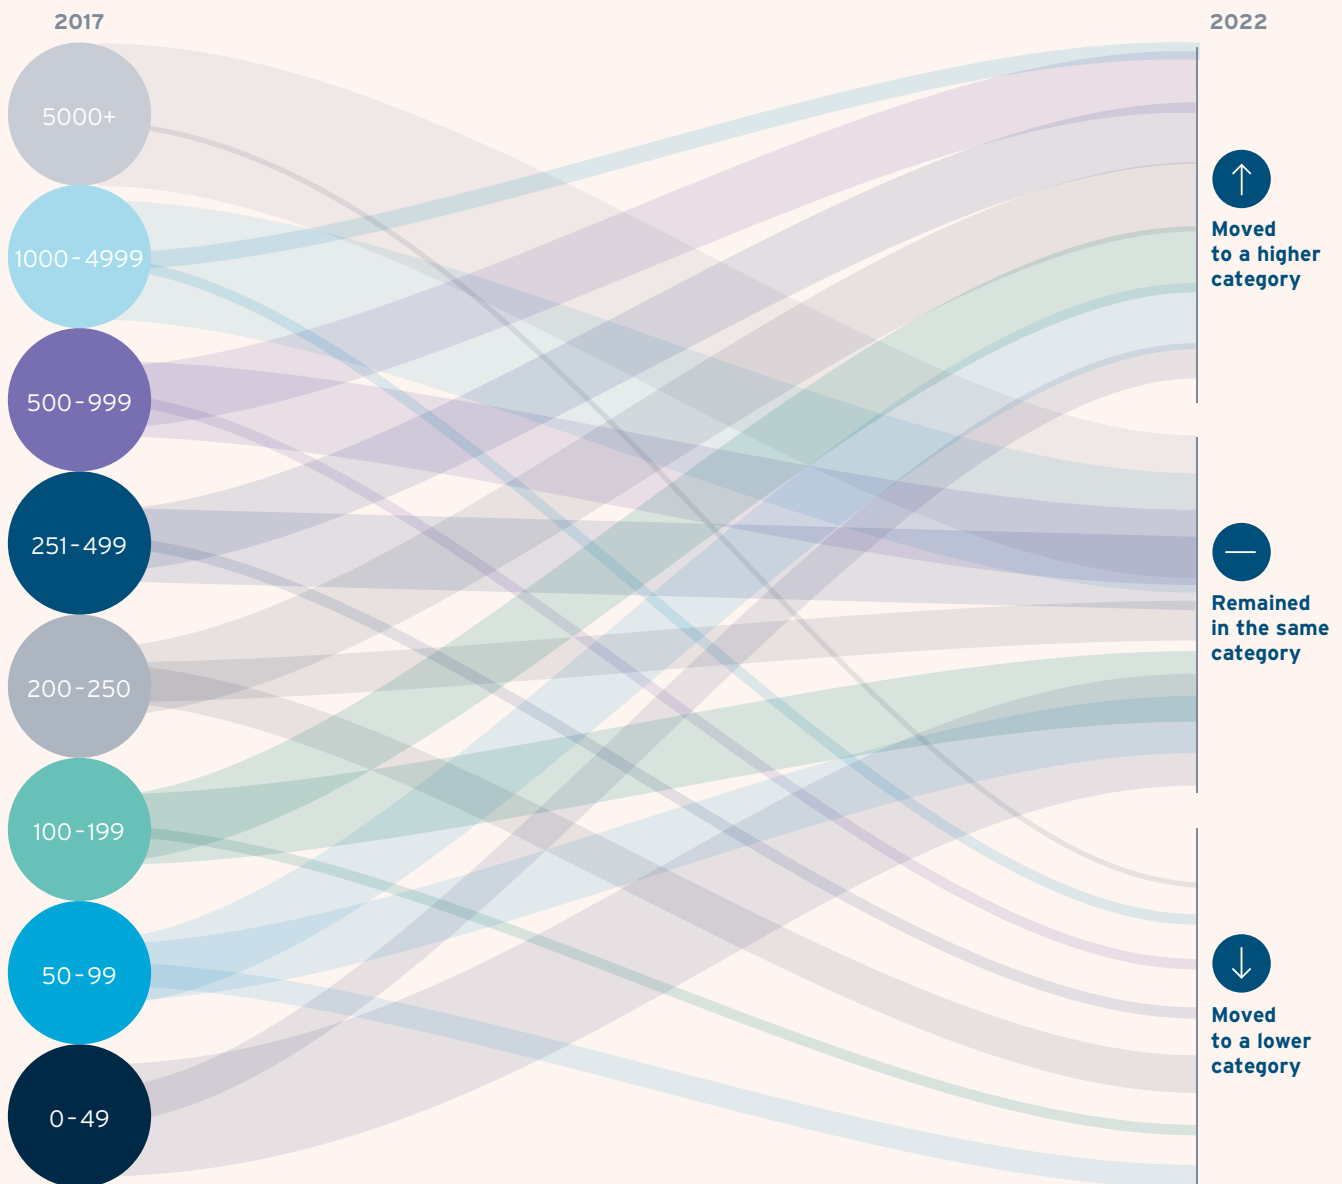 2017
2022
5000+
1000-4999
500-999
251-499
200-250
100-199
50-99
0-49
Moved
to a higher
category
Remained
in the same
category
Moved
to a lower
category